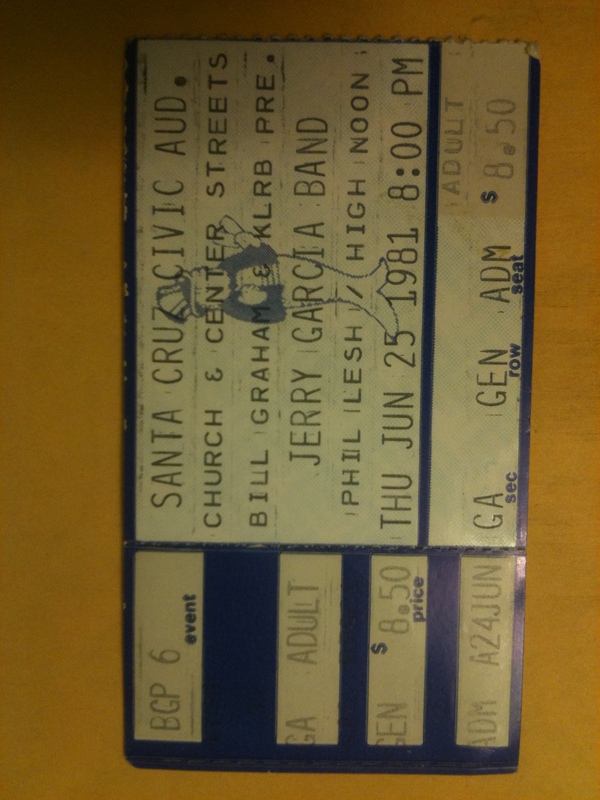 SANTA CRUZ CIVIC AUD.
CHURCH & CENTER STREETS
BILL GRAHAM & KLRB PRE.
JERRY GARCIA BAND
PHIL LESH / HIGH NOON
THU JUN 25 1981 8:00 PM
ADULT $ 8.50
GA GEN ADM
sec row seat
BGP 6
event
GA ADULT
GEN $ 8.50
price
ADM A24JUN